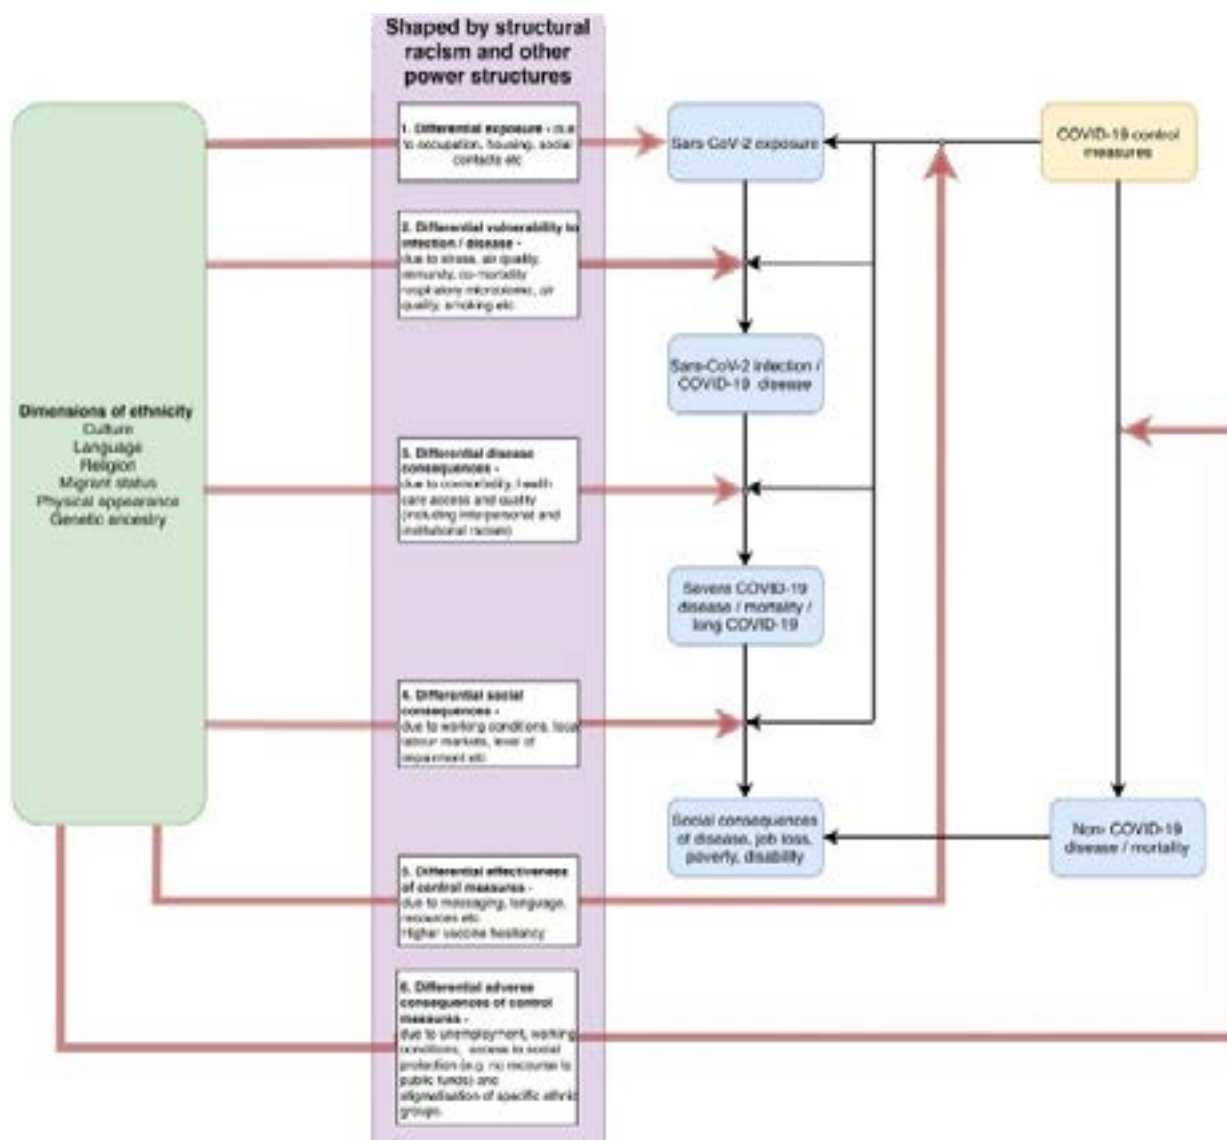 Shaped by structural
racism and other
power structures
1. Differential exposure - due
to occupation, housing, social
contacts etc
Sars CoV-2 exposure
COVID-19 control
measures
2. Differential vulnerability to
infection / disease -
due to stress, air quality,
immunity, co-morbidity
respiratory microbiome, air
quality, smoking etc
Sars-CoV-2 infection /
COVID-19 disease
Dimensions of ethnicity
Culture
Language
Religion
Migrant status
Physical appearance
Genetic ancestry
3. Differential disease
consequences -
due to comorbidity, health
care access and quality
(including interpersonal and
institutional racism)
Severe COVID-19
disease / mortality /
long COVID-19
4. Differential social
consequences -
due to working conditions, local
labour markets, level of
impairment etc
Social consequences
of disease, job loss,
poverty, disability
Non- COVID-19
disease / mortality
5. Differential effectiveness
of control measures -
due to messaging, language,
resources etc
Higher vaccine hesitancy
6. Differential adverse
consequences of control
measures -
due to unemployment, working
conditions, access to social
protection (e.g. no recourse to
public funds) and
stigmatisation of specific ethnic
groups.